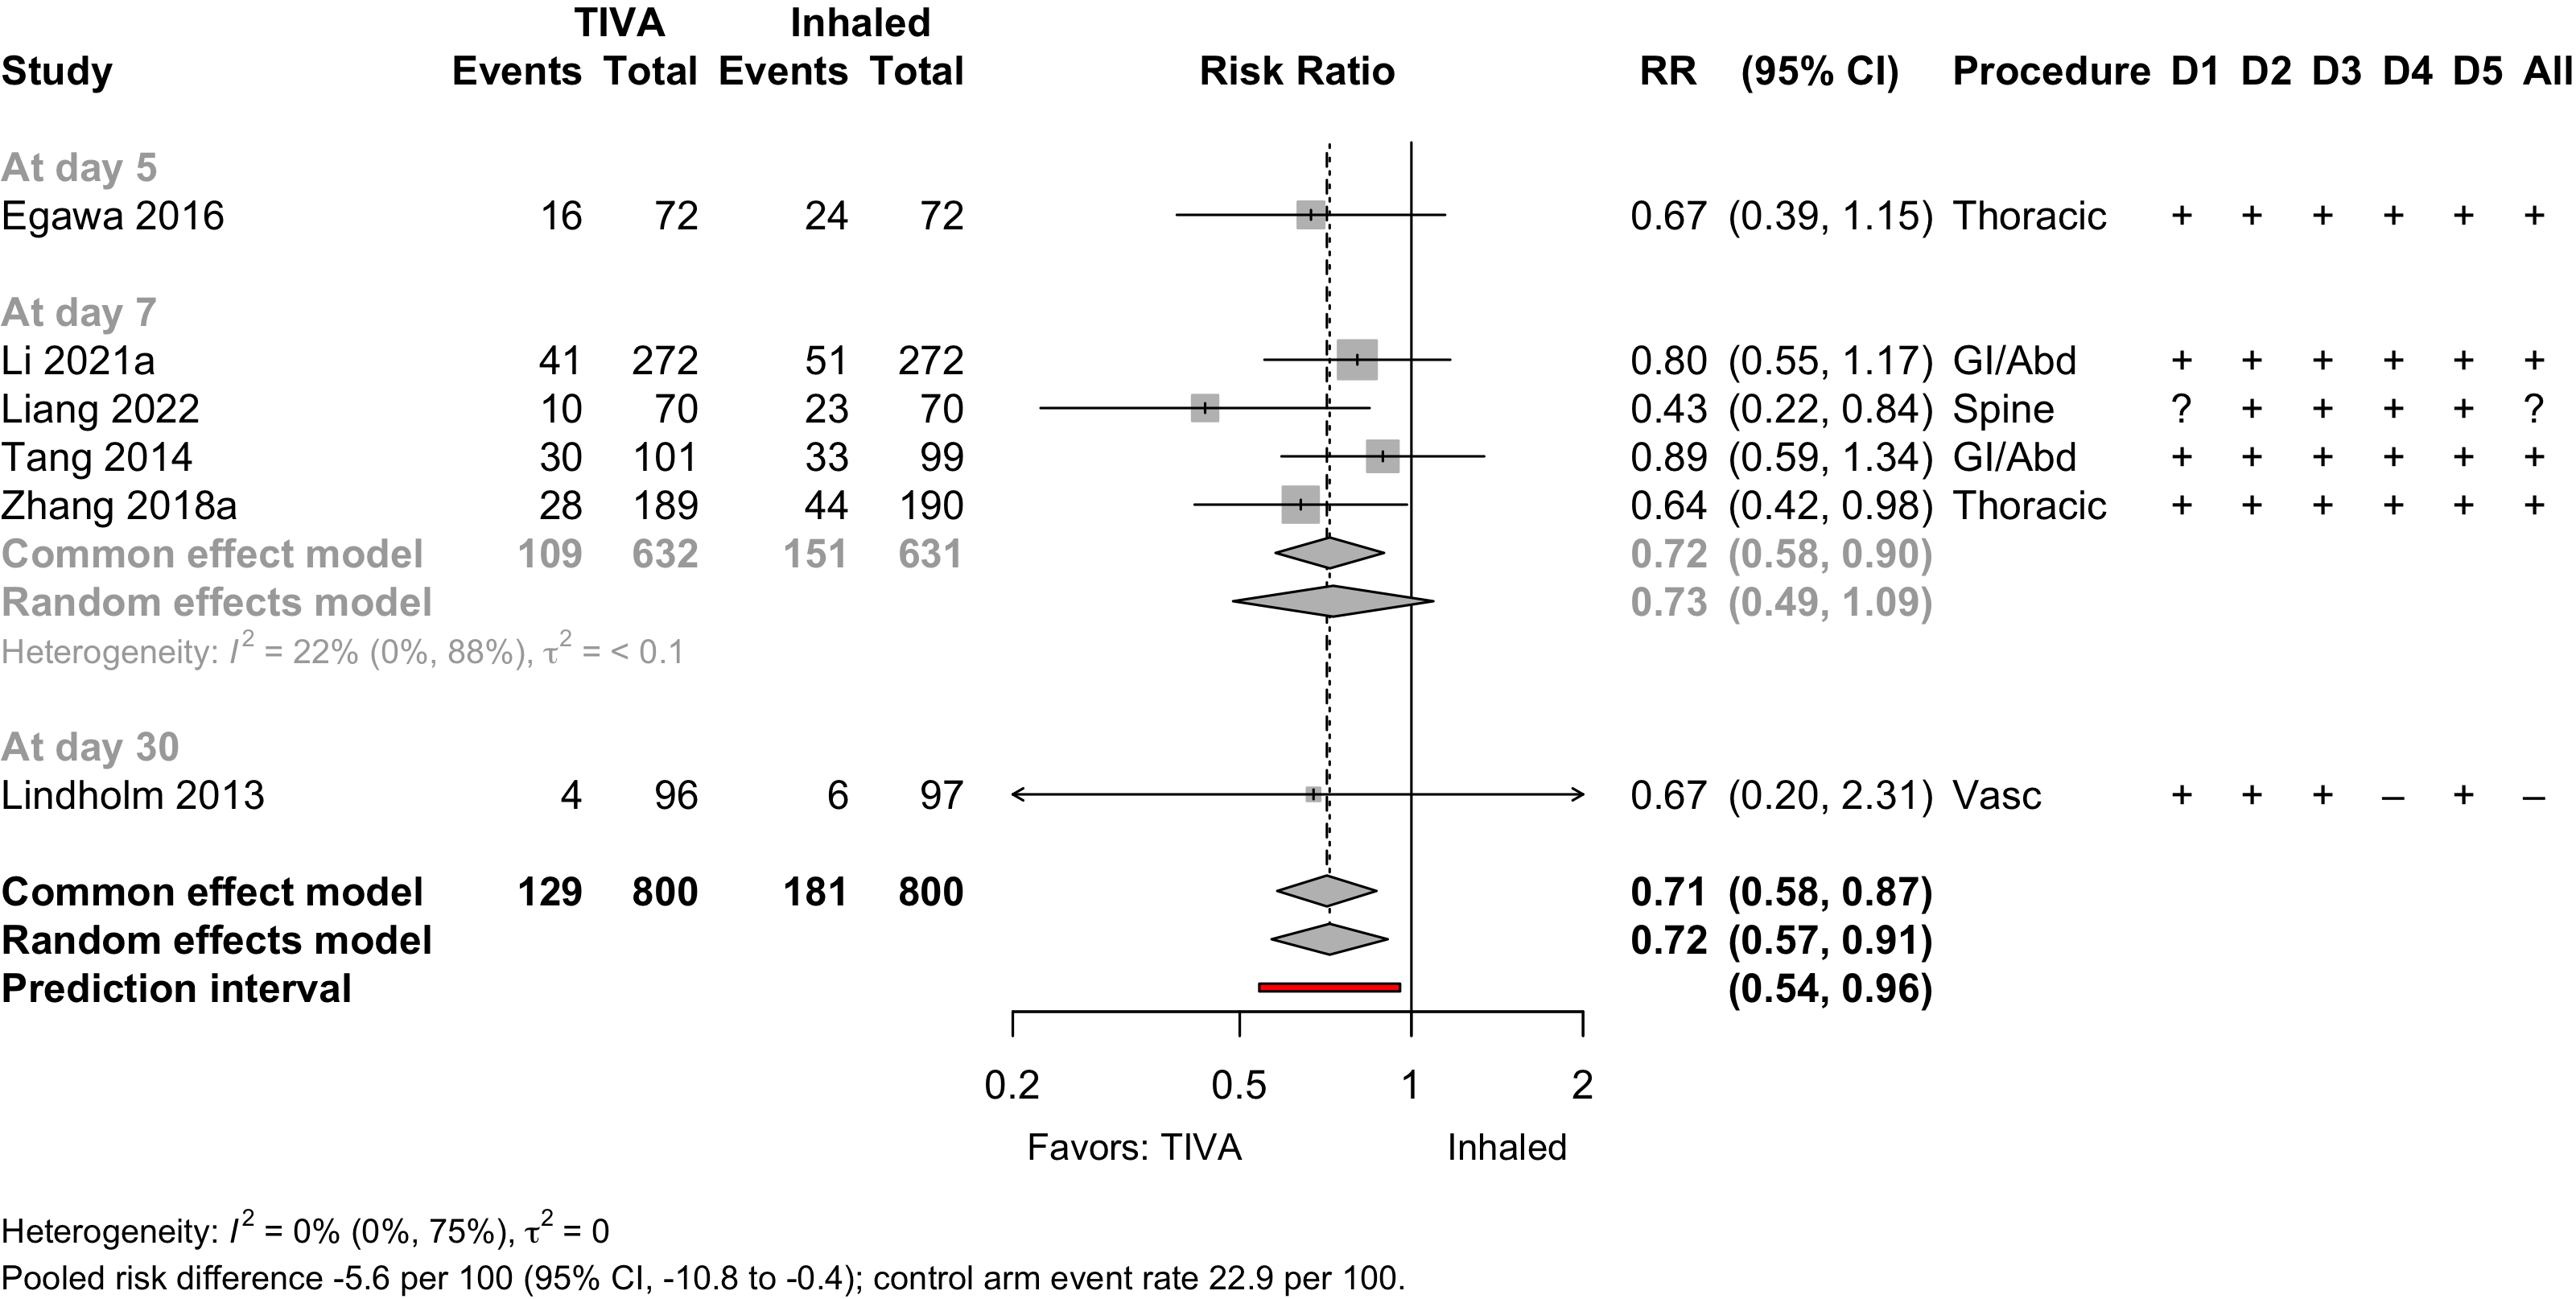 TIVA Inhaled
Study Events Total Events Total Risk Ratio RR (95% CI) Procedure D1 D2 D3 D4 D5 All
At day 5
Egawa 2016 16 72 24 72 0.67 (0.39, 1.15) Thoracic + + + + + +
At day 7
Li 2021a 41 272 51 272 0.80 (0.55, 1.17) GI/Abd + + + + + +
Liang 2022 10 70 23 70 0.43 (0.22, 0.84) Spine ? + + + + ?
Tang 2014 30 101 33 99 0.89 (0.59, 1.34) GI/Abd + + + + + +
Zhang 2018a 28 189 44 190 0.64 (0.42, 0.98) Thoracic + + + + + +
Common effect model 109 632 151 631 0.72 (0.58, 0.90)
Random effects model 0.73 (0.49, 1.09)
Heterogeneity: I² = 22% (0%, 88%), τ² = < 0.1
At day 30
Lindholm 2013 4 96 6 97 0.67 (0.20, 2.31) Vasc + + + – + –
Common effect model 129 800 181 800 0.71 (0.58, 0.87)
Random effects model 0.72 (0.57, 0.91)
Prediction interval (0.54, 0.96)
0.2 0.5 1 2
Favors: TIVA Inhaled
Heterogeneity: I² = 0% (0%, 75%), τ² = 0
Pooled risk difference -5.6 per 100 (95% CI, -10.8 to -0.4); control arm event rate 22.9 per 100.